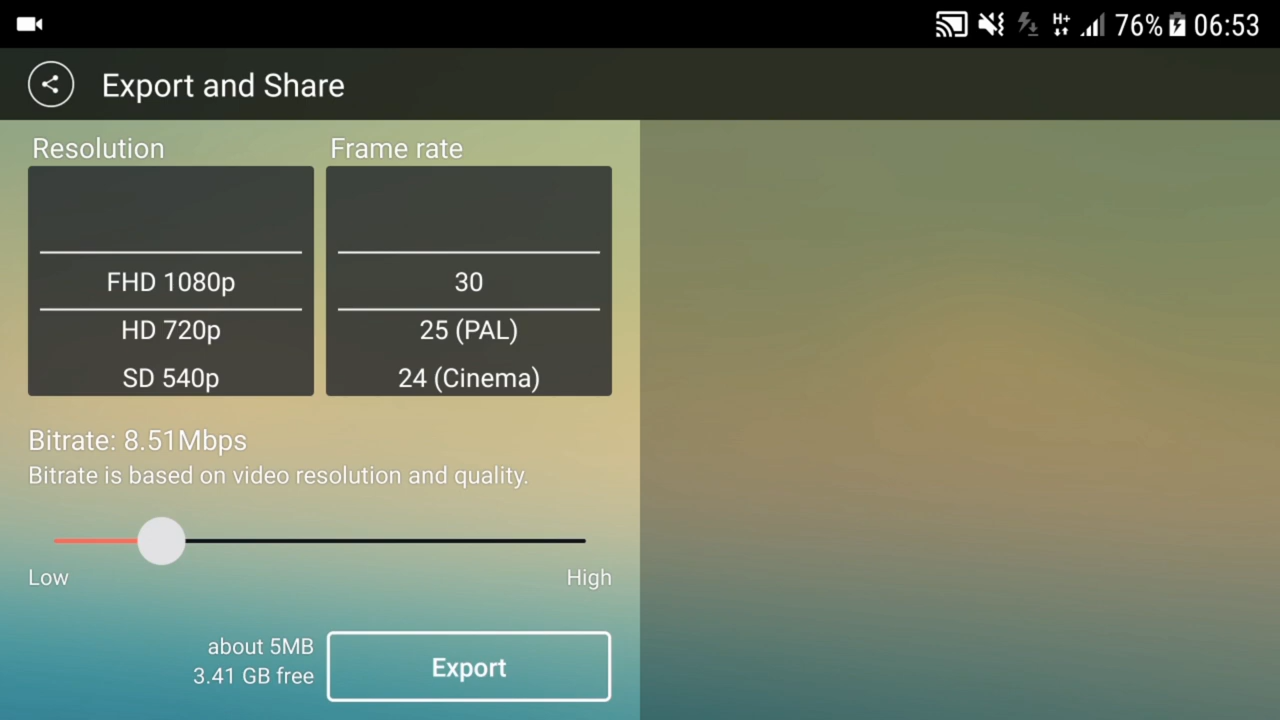 H+ 76% 06:53
Export and Share
Resolution
FHD 1080p
HD 720p
SD 540p
Frame rate
30
25 (PAL)
24 (Cinema)
Bitrate: 8.51Mbps
Bitrate is based on video resolution and quality.
Low High
about 5MB
3.41 GB free
Export